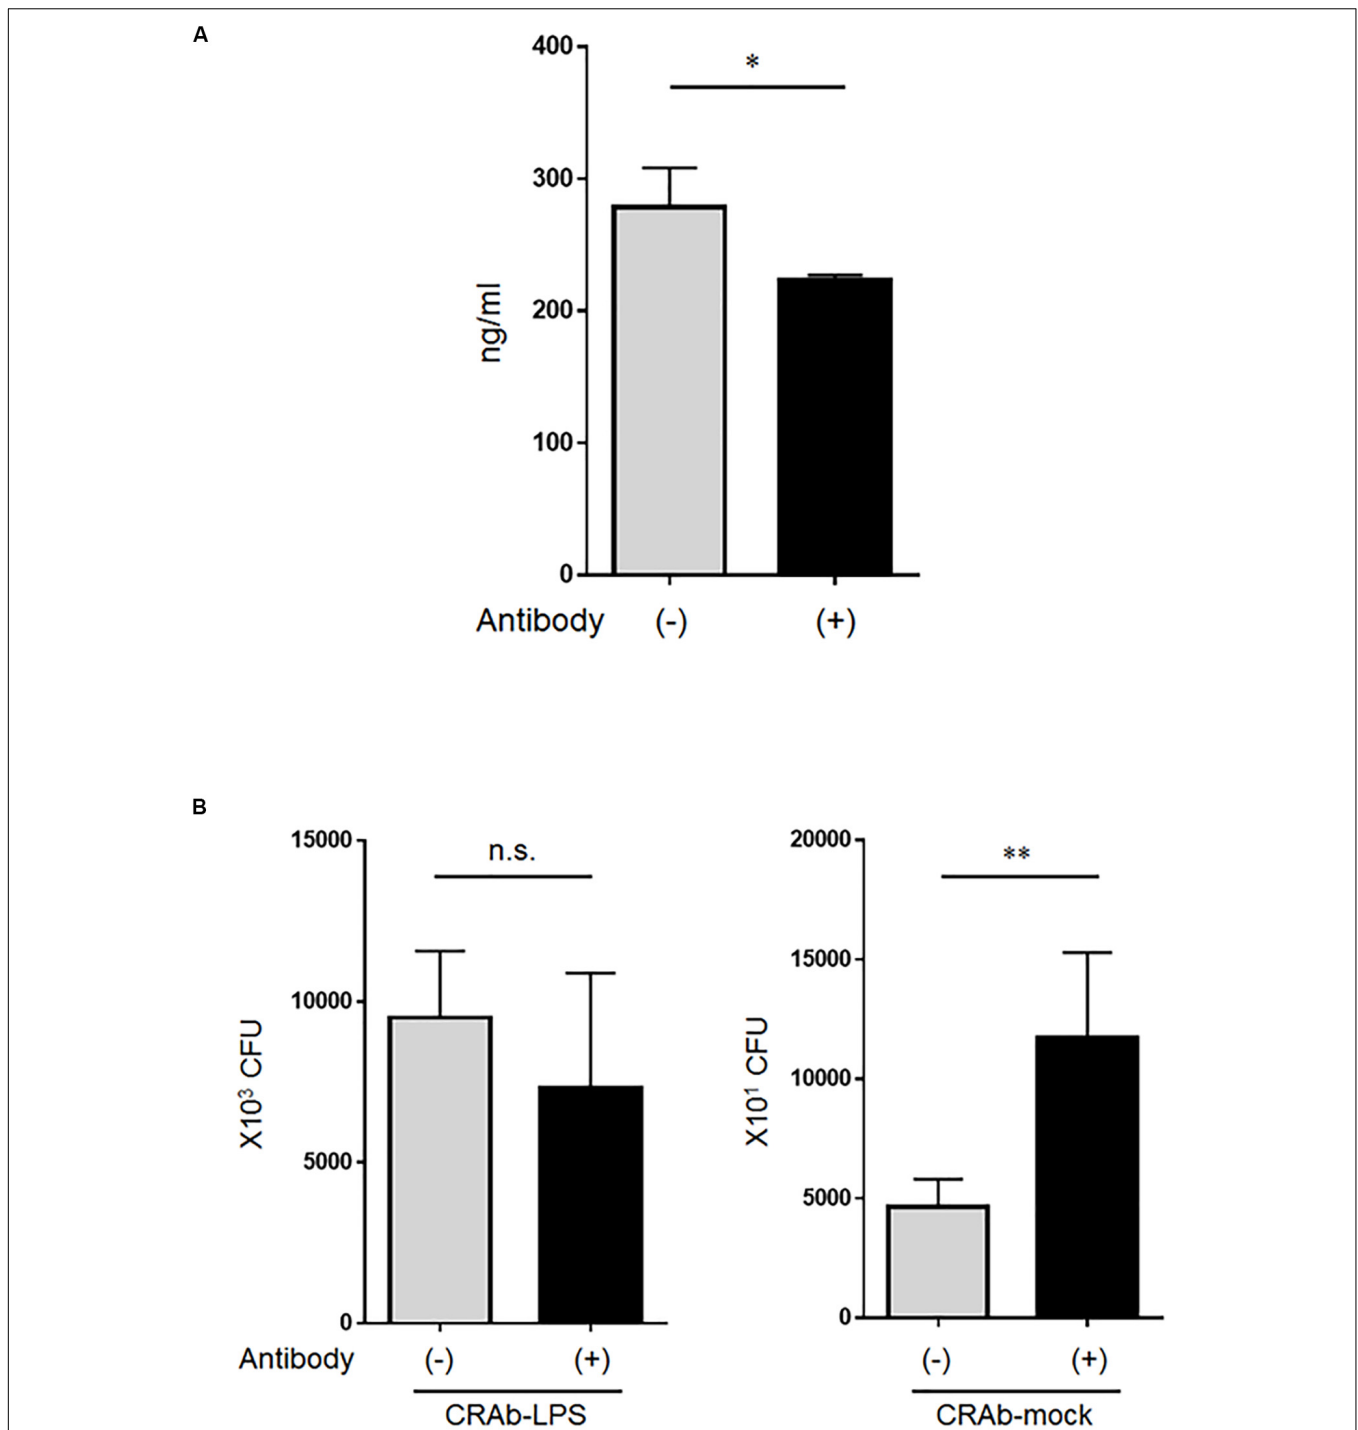 A
400
*
300
200
ng/ml
100
0
Antibody (-) (+)
B
15000
n.s.
10000
X10³ CFU
5000
0
Antibody (-) (+)
CRAb-LPS
20000
**
15000
10000
X10¹ CFU
5000
0
(-) (+)
CRAb-mock